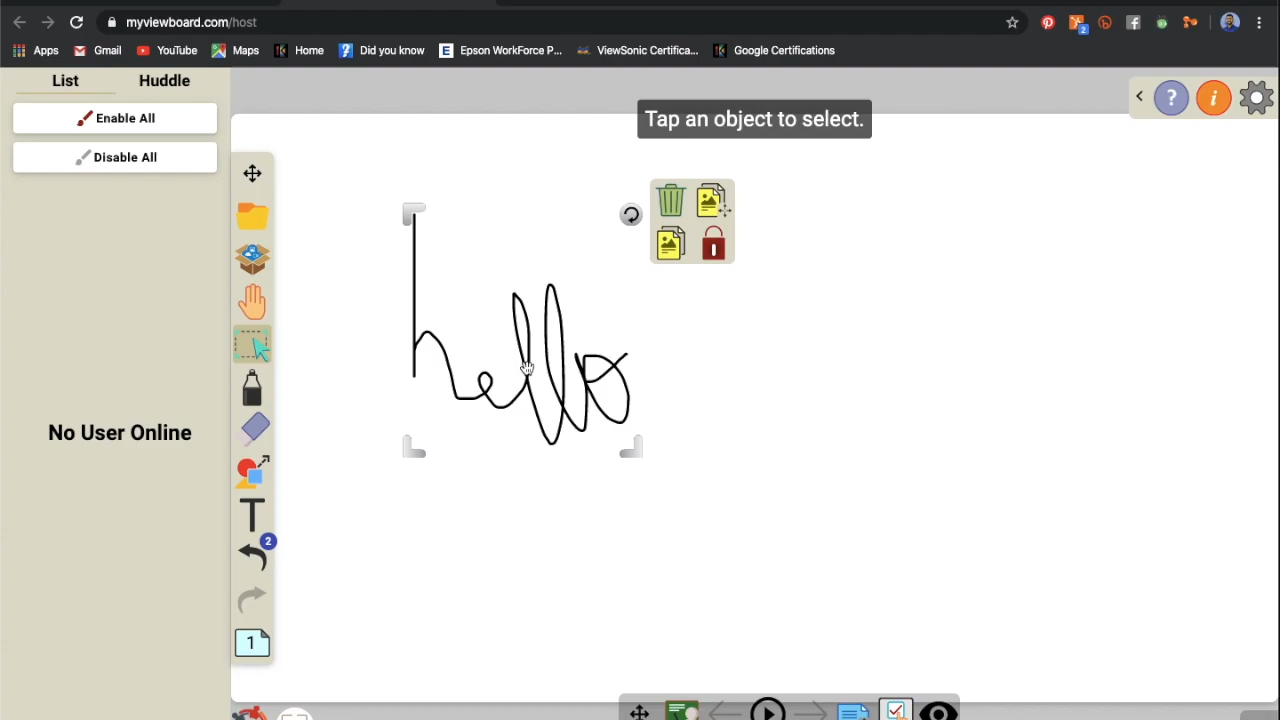 myviewboard.com/host
2
Apps Gmail YouTube Maps Home Did you know Epson WorkForce P... ViewSonic Certifica... Google Certifications
List Huddle
Enable All
Disable All
Tap an object to select.
hello
No User Online
T
2
1